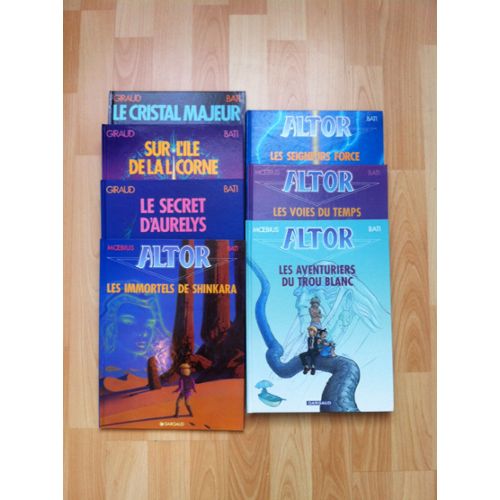 GIRAUD BATI
LE CRISTAL MAJEUR
GIRAUD BATI
SUR L'ILE
DE LA LICORNE
GIRAUD BATI
LE SECRET
D'AURELYS
MŒBIUS BATI
ALTOR
LES IMMORTELS DE SHINKARA
DARGAUD
BATI
ALTOR
LES SEIGNEURS FORCE
MŒBIUS BATI
ALTOR
LES VOIES DU TEMPS
MŒBIUS BATI
ALTOR
LES AVENTURIERS
DU TROU BLANC
DARGAUD